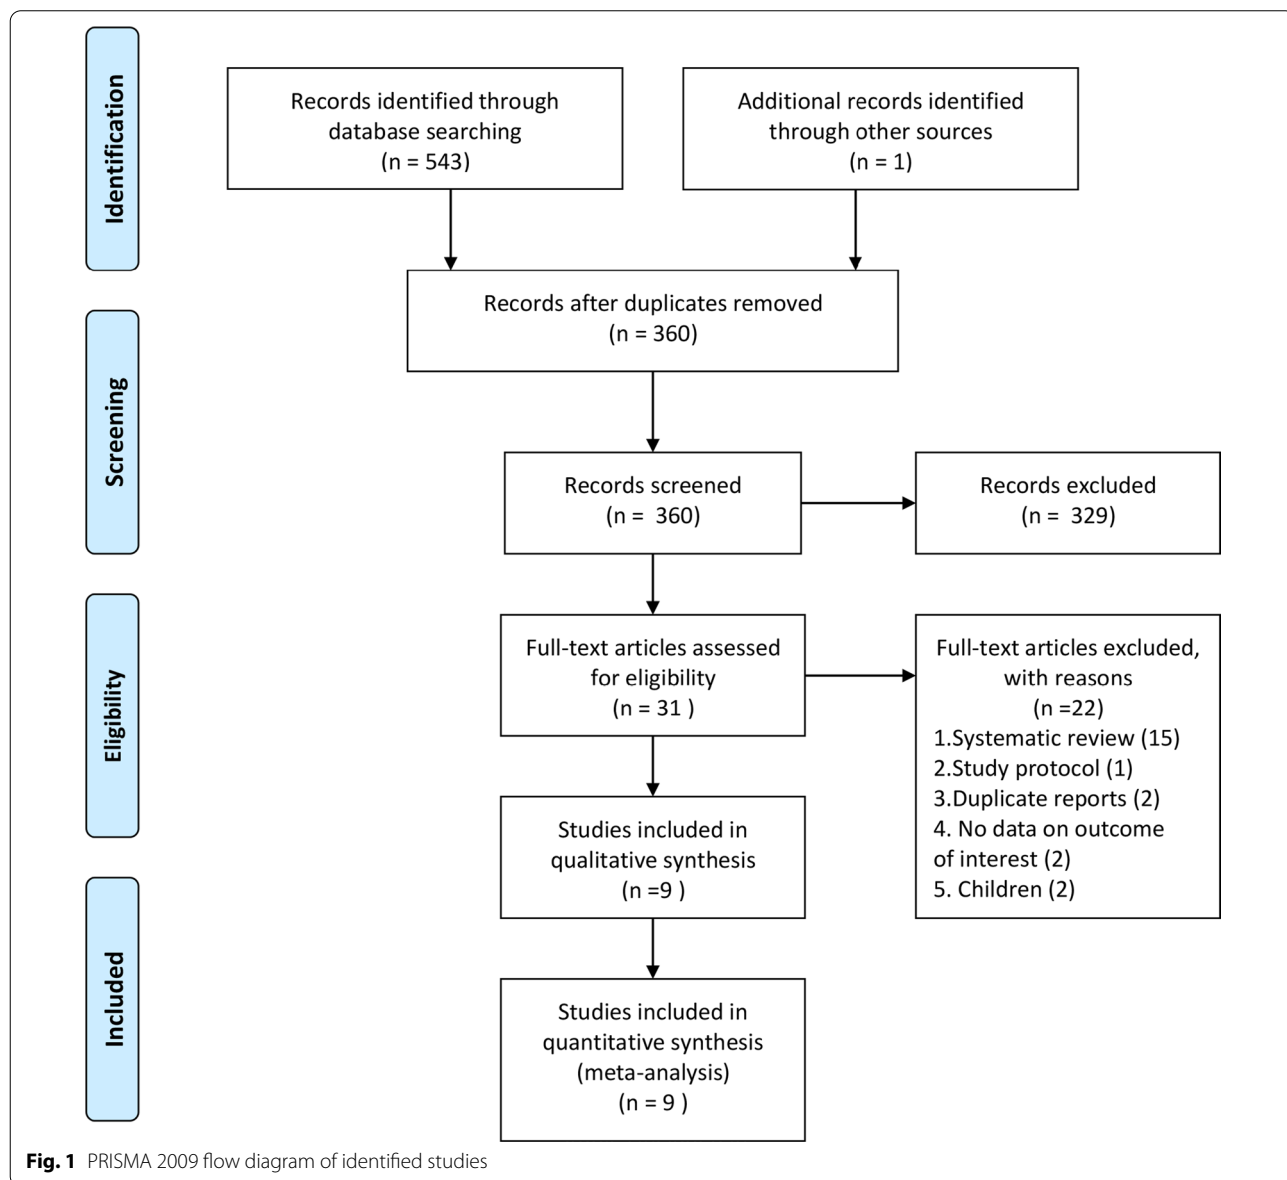 Identification
Records identified through
database searching
(n = 543)
Additional records identified
through other sources
(n = 1)
Records after duplicates removed
(n = 360)
Screening
Records screened
(n =  360)
Records excluded
(n =  329)
Eligibility
Full-text articles assessed
for eligibility
(n = 31 )
Full-text articles excluded,
with reasons
(n =22)
1.Systematic review (15)
2.Study protocol (1)
3.Duplicate reports (2)
4. No data on outcome
of interest (2)
5. Children (2)
Studies included in
qualitative synthesis
(n =9 )
Included
Studies included in
quantitative synthesis
(meta-analysis)
(n = 9 )
Fig. 1 PRISMA 2009 flow diagram of identified studies